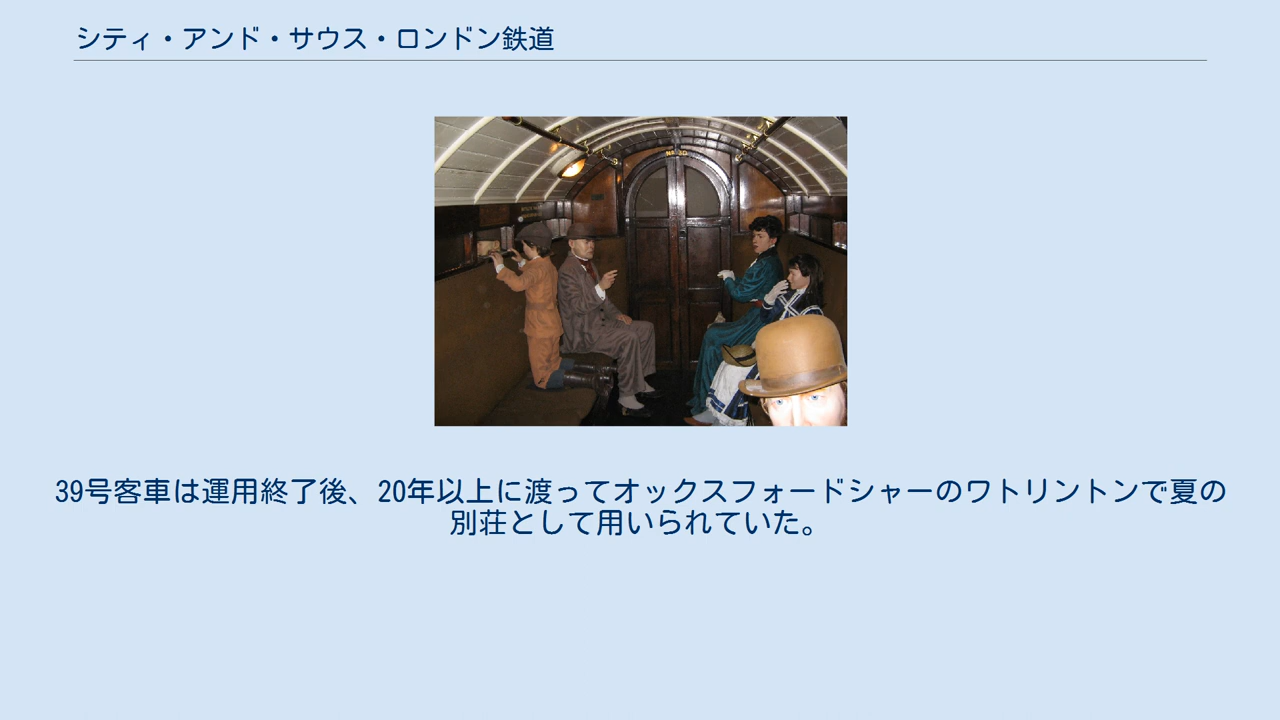 シティ・アンド・サウス・ロンドン鉄道
39号客車は運用終了後、20年以上に渡ってオックスフォードシャーのワトリントンで夏の
別荘として用いられていた。